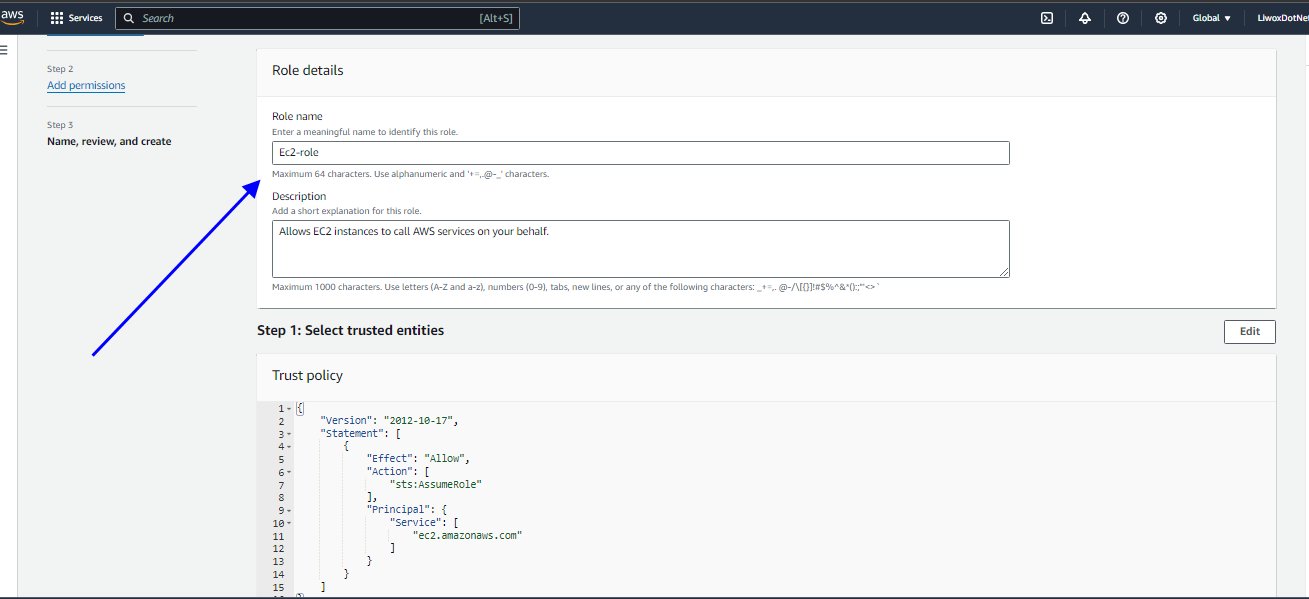 aws Services Search [Alt+S] Global ▼ LiwoxDotNet
Step 2
Add permissions
Step 3
Name, review, and create
Role details
Role name
Enter a meaningful name to identify this role.
Ec2-role
Maximum 64 characters. Use alphanumeric and '+=,.@-_' characters.
Description
Add a short explanation for this role.
Allows EC2 instances to call AWS services on your behalf.
Maximum 1000 characters. Use letters (A-Z and a-z), numbers (0-9), tabs, new lines, or any of the following characters: _+=,. @-/\[{}]!#$%^&*();:'"<>`
Step 1: Select trusted entities
Edit
Trust policy
1 {
2 "Version": "2012-10-17",
3 "Statement": [
4 {
5 "Effect": "Allow",
6 "Action": [
7 "sts:AssumeRole"
8 ],
9 "Principal": {
10 "Service": [
11 "ec2.amazonaws.com"
12 ]
13 }
14 }
15 ]